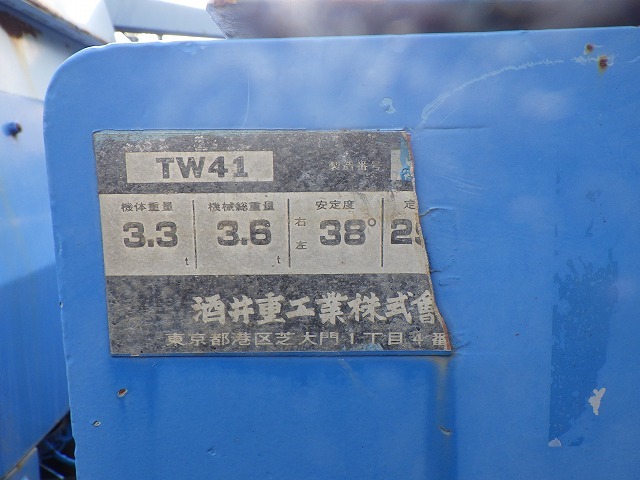 TW41
機体重量 機械総重量 安定度 定
3.3 t 3.6 t 右 左 38°
酒井重工業株式會
東京都港区芝大門1丁目4番